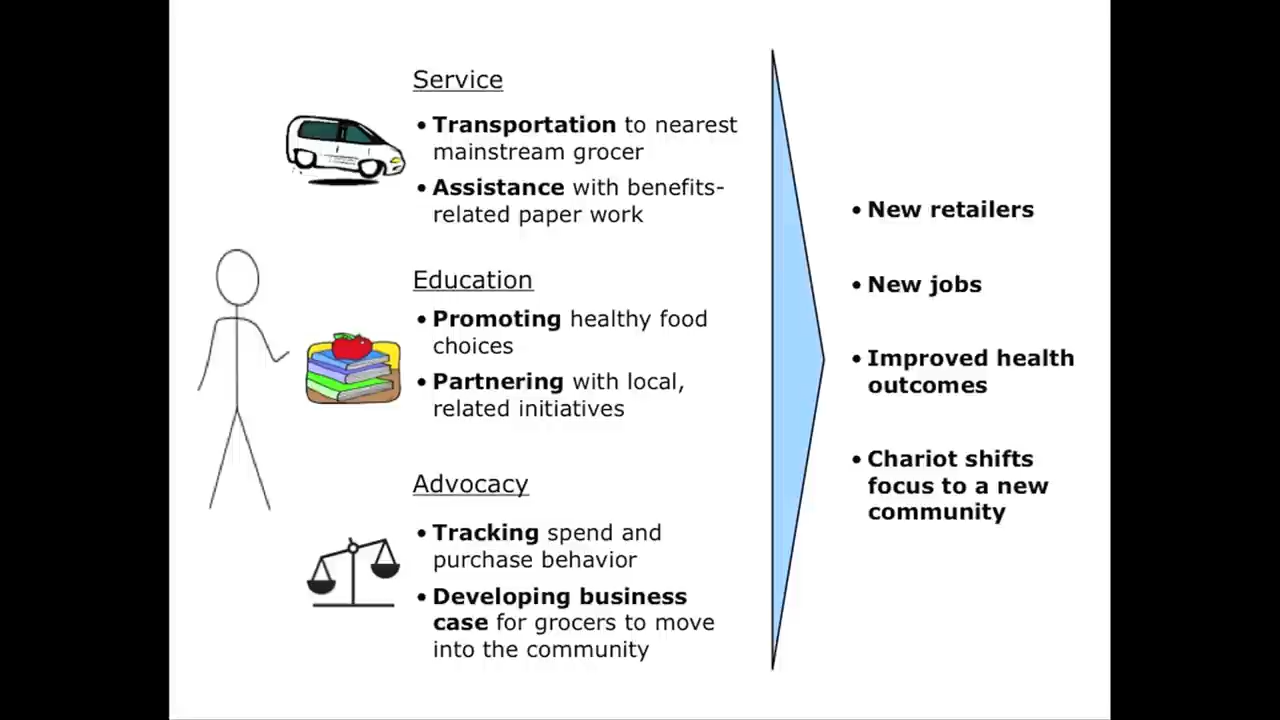 Service
• Transportation to nearest
mainstream grocer
• Assistance with benefits-
related paper work
Education
• Promoting healthy food
choices
• Partnering with local,
related initiatives
Advocacy
• Tracking spend and
purchase behavior
• Developing business
case for grocers to move
into the community
• New retailers
• New jobs
• Improved health
outcomes
• Chariot shifts
focus to a new
community